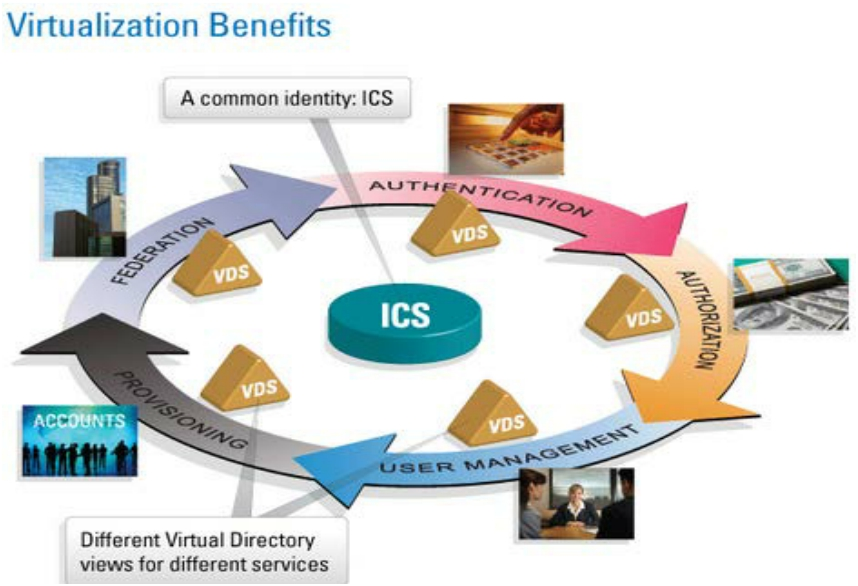 Virtualization Benefits
A common identity: ICS
AUTHENTICATION
FEDERATION
VDS
VDS
ICS
VDS
AUTHORIZATION
PROVISIONING
VDS
VDS
ACCOUNTS
USER MANAGEMENT
Different Virtual Directory
views for different services